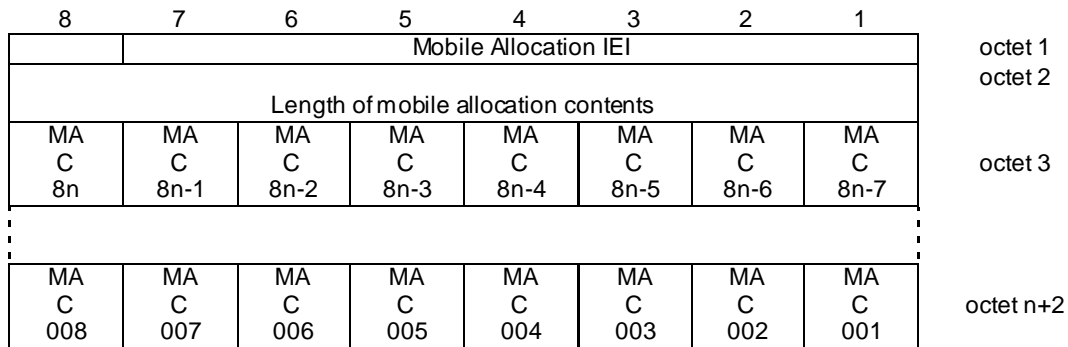 8 7 6 5 4 3 2 1
Mobile Allocation IEI octet 1
octet 2
Length of mobile allocation contents
MA MA MA MA MA MA MA MA
C C C C C C C C octet 3
8n 8n-1 8n-2 8n-3 8n-4 8n-5 8n-6 8n-7
MA MA MA MA MA MA MA MA
C C C C C C C C octet n+2
008 007 006 005 004 003 002 001